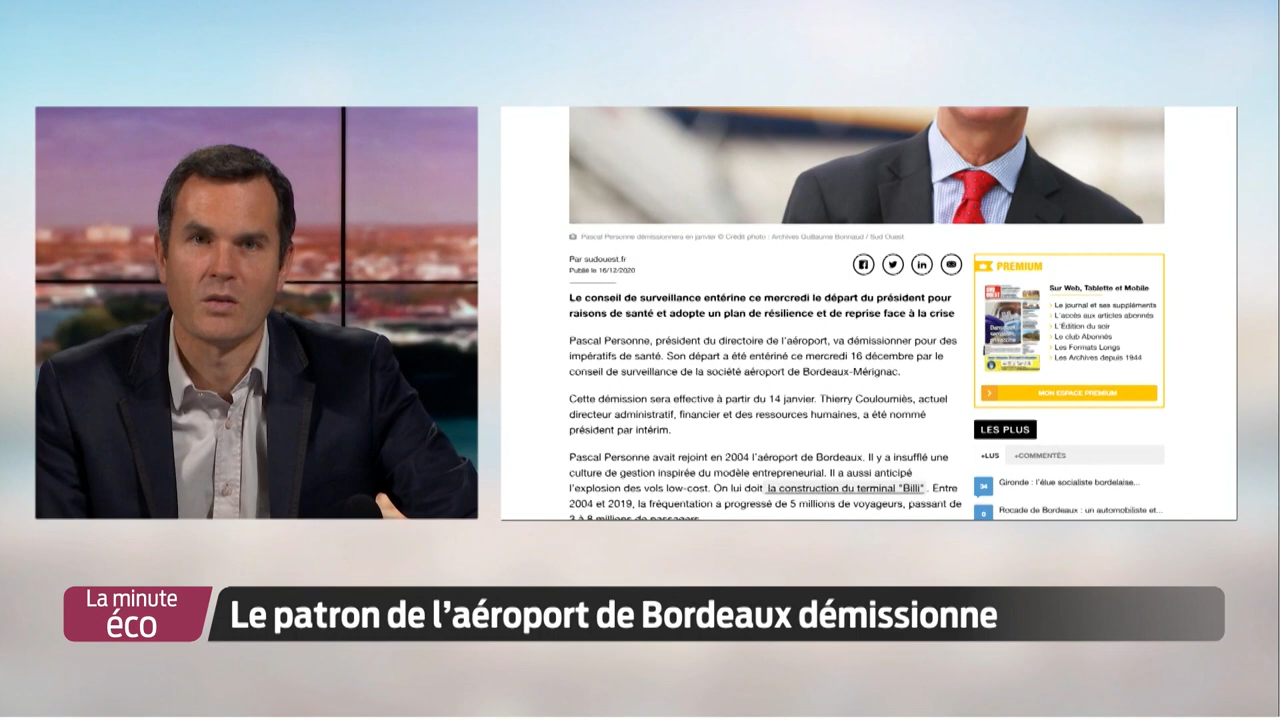 Pascal Personne démissionnera en janvier © Crédit photo : Archives Guillaume Bonnaud / Sud Ouest
Par sudouest.fr
Publié le 16/12/2020
Le conseil de surveillance entérine ce mercredi le départ du président pour
raisons de santé et adopte un plan de résilience et de reprise face à la crise
Pascal Personne, président du directoire de l'aéroport, va démissionner pour des
impératifs de santé. Son départ a été entériné ce mercredi 16 décembre par le
conseil de surveillance de la société aéroport de Bordeaux-Mérignac.
Cette démission sera effective à partir du 14 janvier. Thierry Couloumiès, actuel
directeur administratif, financier et des ressources humaines, a été nommé
président par intérim.
Pascal Personne avait rejoint en 2004 l'aéroport de Bordeaux. Il y a insufflé une
culture de gestion inspirée du modèle entrepreneurial. Il a aussi anticipé
l'explosion des vols low-cost. On lui doit la construction du terminal "Billi" . Entre
2004 et 2019, la fréquentation a progressé de 5 millions de voyageurs, passant de
3 à 8 millions de passagers
PREMIUM
Sur Web, Tablette et Mobile
› Le journal et ses suppléments
› L'accès aux articles abonnés
› L'Édition du soir
› Le club Abonnés
› Les Formats Longs
› Les Archives depuis 1944
MON ESPACE PREMIUM
LES PLUS
+LUS +COMMENTÉS
34 Gironde : l'élue socialiste bordelaise...
0 Rocade de Bordeaux : un automobiliste et...
La minute
éco
Le patron de l'aéroport de Bordeaux démissionne